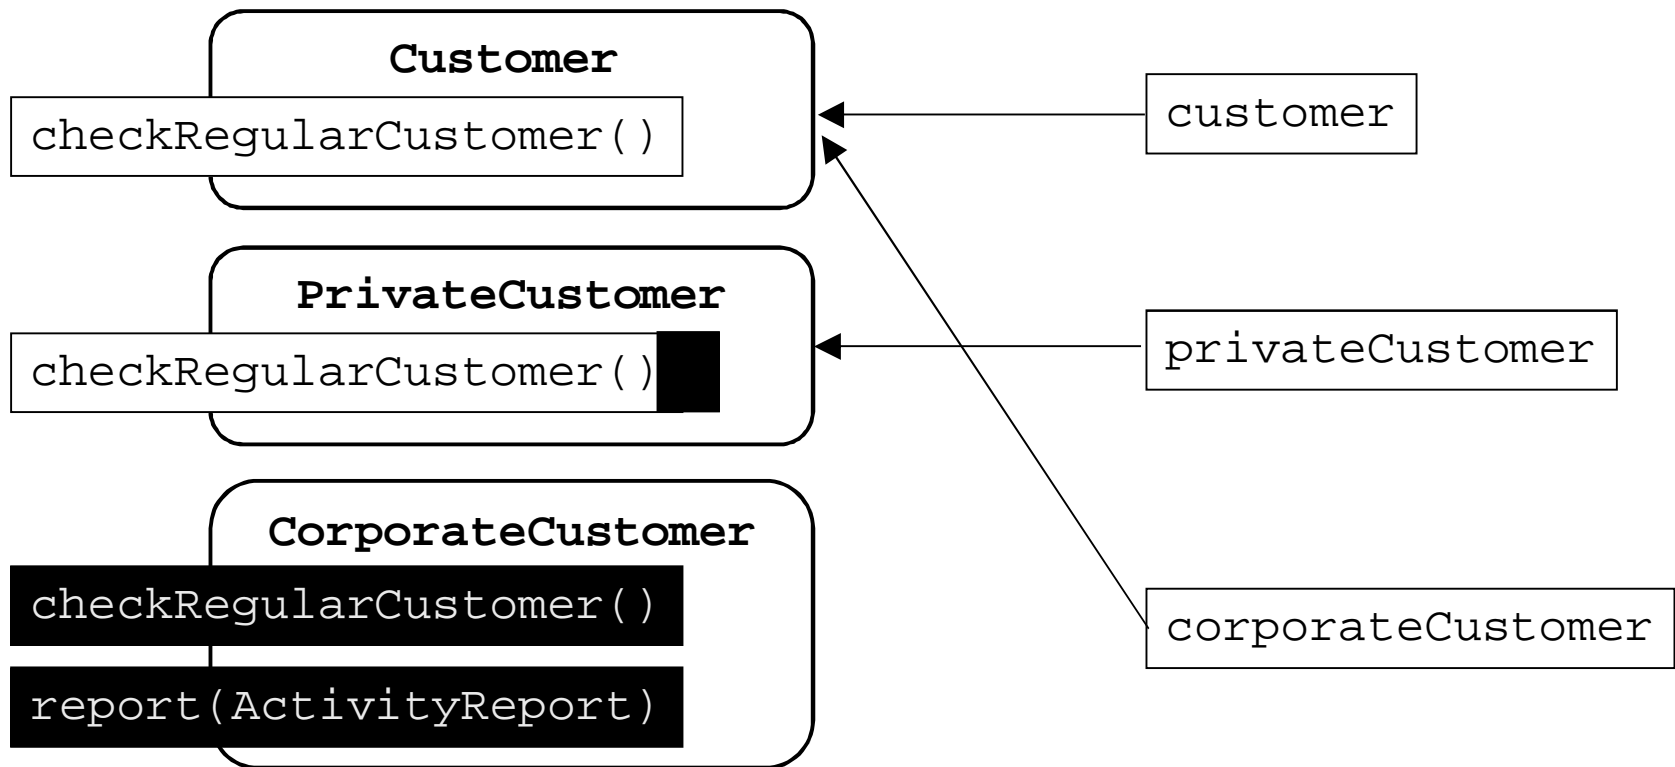 Customer
checkRegularCustomer()
customer
PrivateCustomer
checkRegularCustomer()
privateCustomer
CorporateCustomer
checkRegularCustomer()
report(ActivityReport)
corporateCustomer